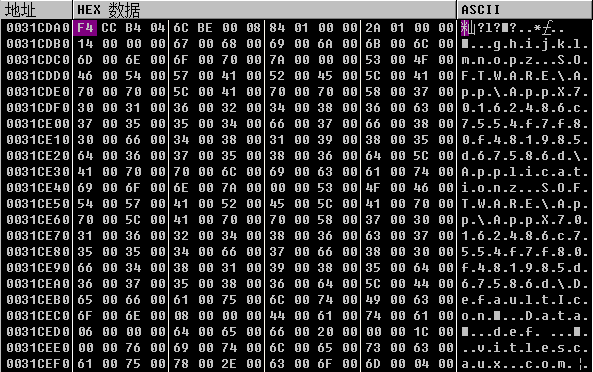 地址 HEX 数据 ASCII
0031CDA0 F4 CC B4 04 6C BE 00 08 84 01 00 00 2A 01 00 00 籼?l?■?..*ƒ..
0031CDB0 14 00 00 00 67 00 68 00 69 00 6A 00 6B 00 6C 00 ■...g.h.i.j.k.l.
0031CDC0 6D 00 6E 00 6F 00 70 00 7A 00 00 00 53 00 4F 00 m.n.o.p.z...S.O.
0031CDD0 46 00 54 00 57 00 41 00 52 00 45 00 5C 00 41 00 F.T.W.A.R.E.\.A.
0031CDE0 70 00 70 00 5C 00 41 00 70 00 70 00 58 00 37 00 p.p.\.A.p.p.X.7.
0031CDF0 30 00 31 00 36 00 32 00 34 00 38 00 36 00 63 00 0.1.6.2.4.8.6.c.
0031CE00 37 00 35 00 35 00 34 00 66 00 37 00 66 00 38 00 7.5.5.4.f.7.f.8.
0031CE10 30 00 66 00 34 00 38 00 31 00 39 00 38 00 35 00 0.f.4.8.1.9.8.5.
0031CE20 64 00 36 00 37 00 35 00 38 00 36 00 64 00 5C 00 d.6.7.5.8.6.d.\.
0031CE30 41 00 70 00 70 00 6C 00 69 00 63 00 61 00 74 00 A.p.p.l.i.c.a.t.
0031CE40 69 00 6F 00 6E 00 7A 00 00 00 53 00 4F 00 46 00 i.o.n.z...S.O.F.
0031CE50 54 00 57 00 41 00 52 00 45 00 5C 00 41 00 70 00 T.W.A.R.E.\.A.p.
0031CE60 70 00 5C 00 41 00 70 00 70 00 58 00 37 00 30 00 p.\.A.p.p.X.7.0.
0031CE70 31 00 36 00 32 00 34 00 38 00 36 00 63 00 37 00 1.6.2.4.8.6.c.7.
0031CE80 35 00 35 00 34 00 66 00 37 00 66 00 38 00 30 00 5.5.4.f.7.f.8.0.
0031CE90 66 00 34 00 38 00 31 00 39 00 38 00 35 00 64 00 f.4.8.1.9.8.5.d.
0031CEA0 36 00 37 00 35 00 38 00 36 00 64 00 5C 00 44 00 6.7.5.8.6.d.\.D.
0031CEB0 65 00 66 00 61 00 75 00 6C 00 74 00 49 00 63 00 e.f.a.u.l.t.I.c.
0031CEC0 6F 00 6E 00 08 00 00 00 44 00 61 00 74 00 61 00 o.n.■...D.a.t.a.
0031CED0 06 00 00 00 64 00 65 00 66 00 20 00 00 00 1C 00 ■...d.e.f. ...■.
0031CEE0 00 00 76 00 69 00 74 00 6C 00 65 00 73 00 63 00 ..v.i.t.l.e.s.c.
0031CEF0 61 00 75 00 78 00 2E 00 63 00 6F 00 6D 00 04 00 a.u.x...c.o.m.¦.